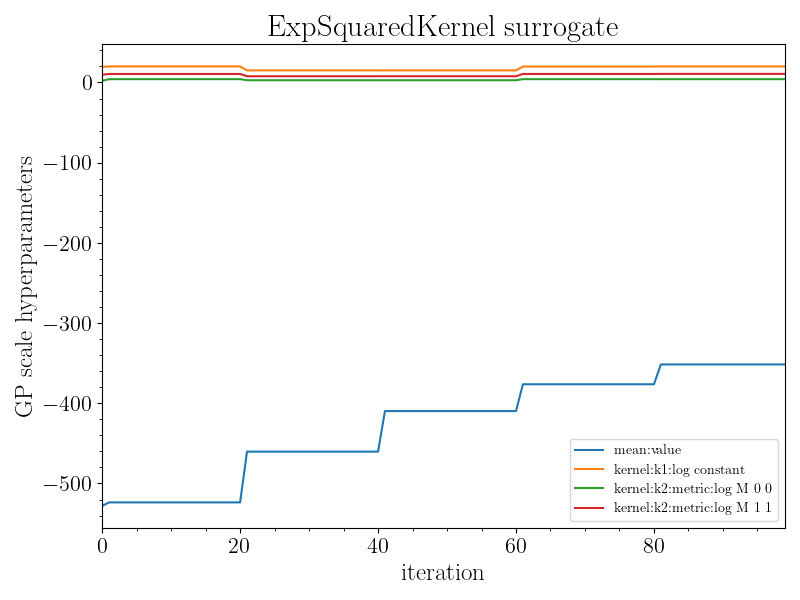 ExpSquaredKernel surrogate
GP scale hyperparameters
0
−100
−200
−300
−400
−500
mean:value
kernel:k1:log constant
kernel:k2:metric:log M 0 0
kernel:k2:metric:log M 1 1
0 20 40 60 80
iteration